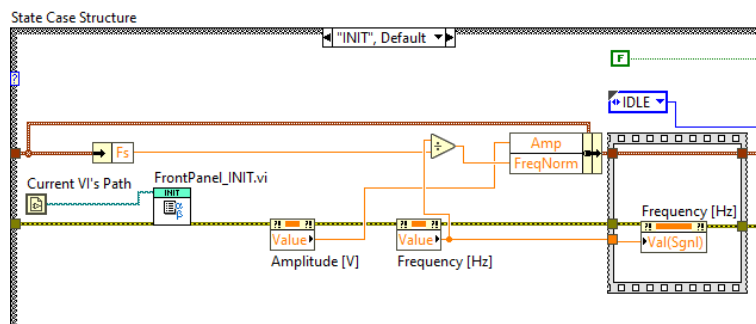 State Case Structure
"INIT", Default
?
F
IDLE
Fs
÷
Amp
FreqNorm
Current VI's Path
FrontPanel_INIT.vi
INIT
α
β
Frequency [Hz]
?!
?!
?!
?!
?!
?!
Value
Value
Val(Sgnl)
Amplitude [V]
Frequency [Hz]